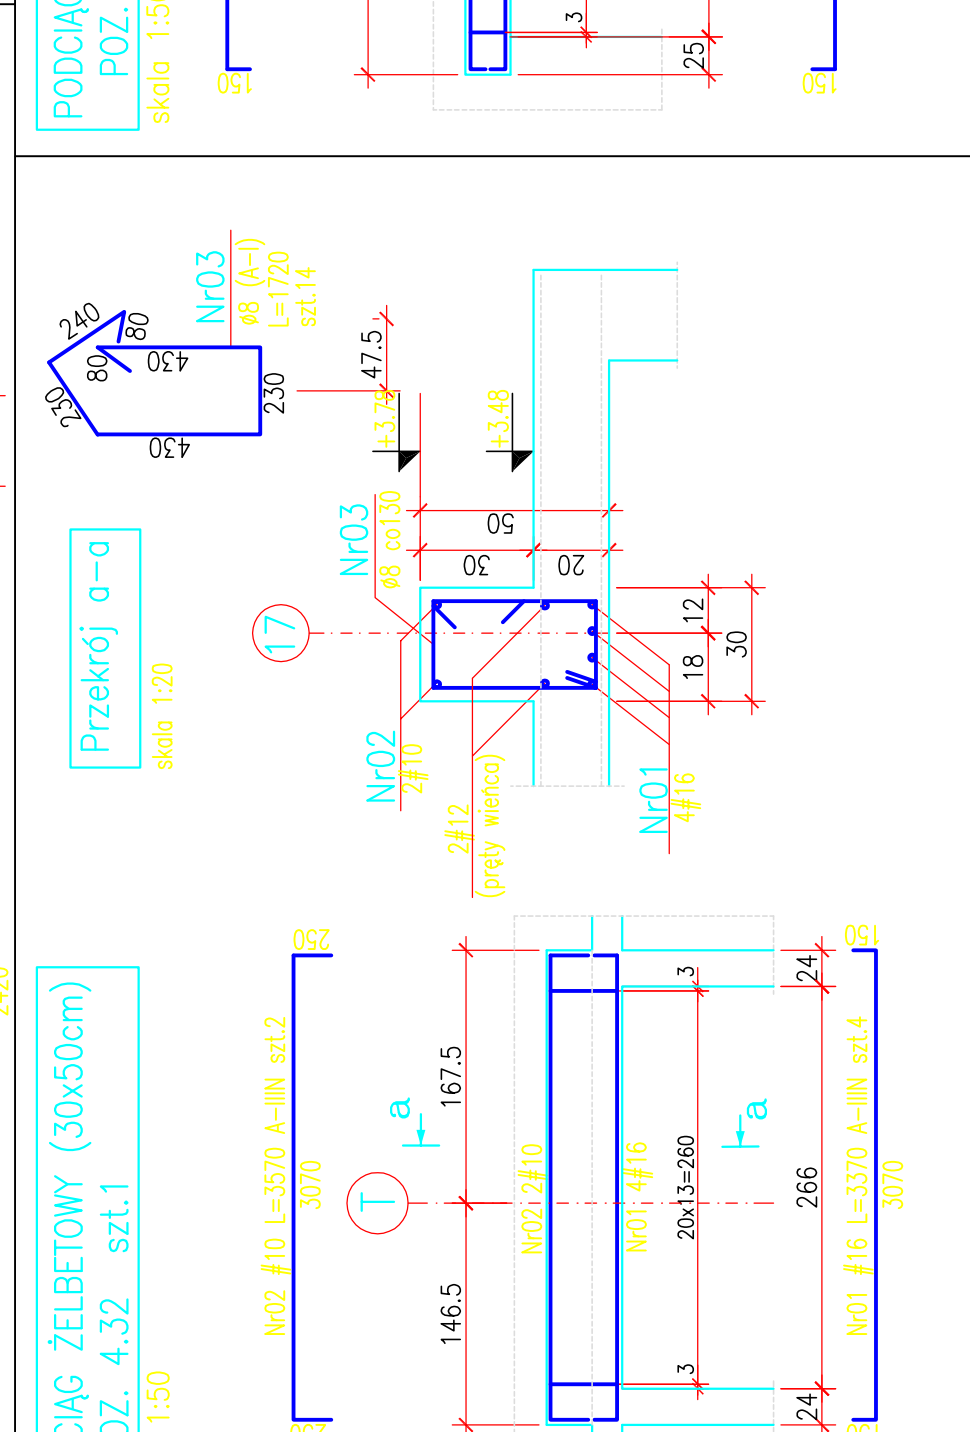 PODCIĄG
POZ.
skala 1:50
150
3
25
150
Nr03
ø8 (A-I)
L=1720
szt.14
240
80
80
430
230
230
430
47.5
+3.78
+3.48
Przekrój a-a
skala 1:20
17
Nr03
ø8 co130
50
30
20
12
18
30
Nr02
2#10
2#12
(pręty wieńca)
Nr01
4#16
CIĄG ŻELBETOWY (30x50cm)
OZ. 4.32 szt.1
1:50
250
Nr02 #10 L=3570 A-IIIN szt.2
3070
T
167.5
146.5
a
a
Nr02 2#10
Nr01 4#16
3
20x13=260
3
24
266
24
150
Nr01 #16 L=3370 A-IIIN szt.4
3070